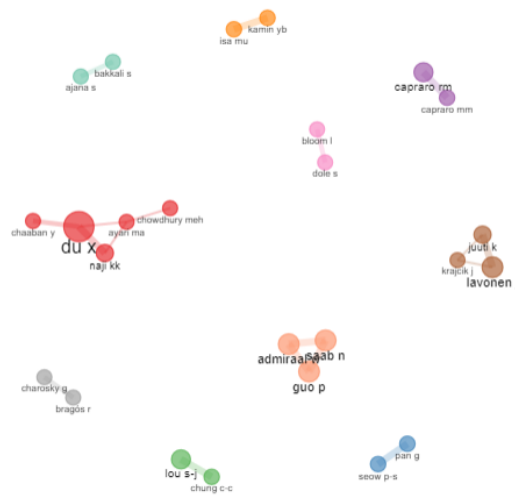 kamin yb
isa mu
bakkali s
ajana s
capraro rm
capraro mm
bloom l
dole s
chowdhury meh
chaaban y
ayari ma
du x
naji kk
juuti k
krajcik j
lavonen
admiraal w
saab n
guo p
charosky g
bragos r
pan g
lou s-j
seow p-s
chung c-c